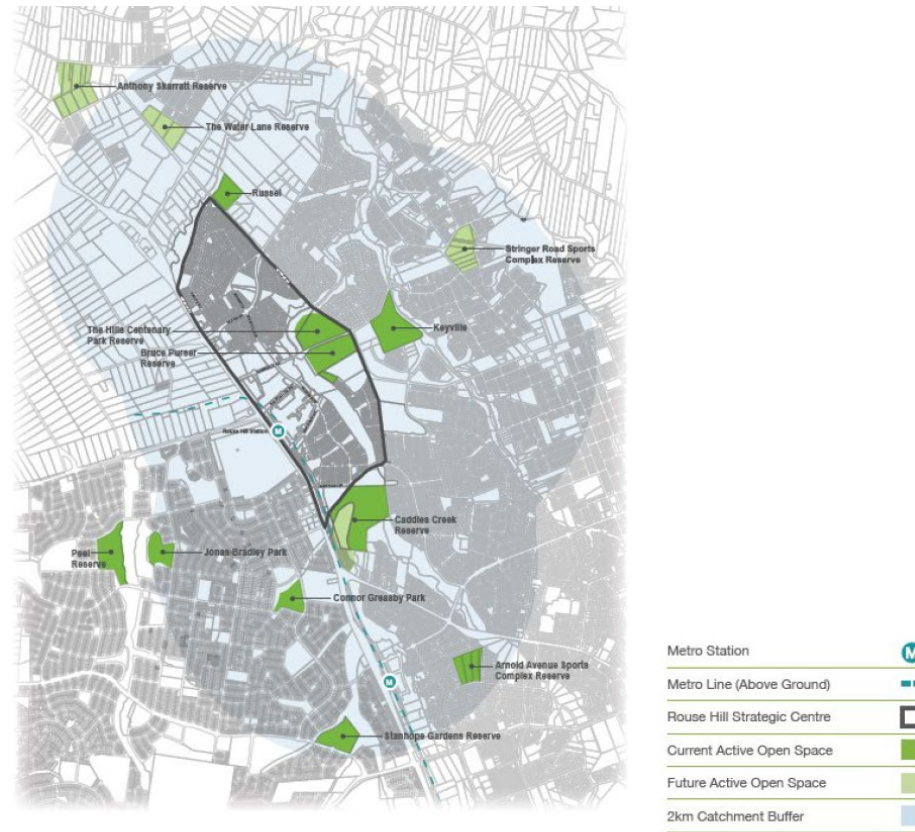 Anthony Skarratt Reserve
The Water Lane Reserve
Russel
Stringer Road Sports
Complex Reserve
The Hills Centenary
Park Reserve
Keyville
Bruce Purser
Reserve
Rouse Hill Station
M
Caddies Creek
Reserve
Peel
Reserve
Jonas Bradley Park
Connor Greasby Park
Arnold Avenue Sports
Complex Reserve
M
Stanhope Gardens Reserve
Metro Station
M
Metro Line (Above Ground)
Rouse Hill Strategic Centre
Current Active Open Space
Future Active Open Space
2km Catchment Buffer